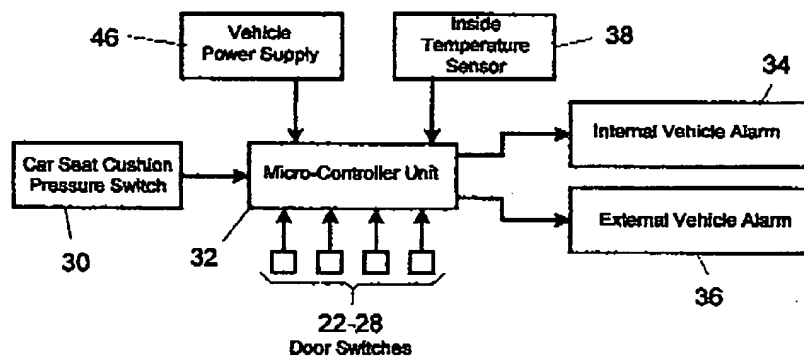 46
Vehicle
Power Supply
Inside
Temperature
Sensor
38
34
Internal Vehicle Alarm
Car Seat Cushion
Pressure Switch
Micro-Controller Unit
External Vehicle Alarm
30
32
36
22-28
Door Switches